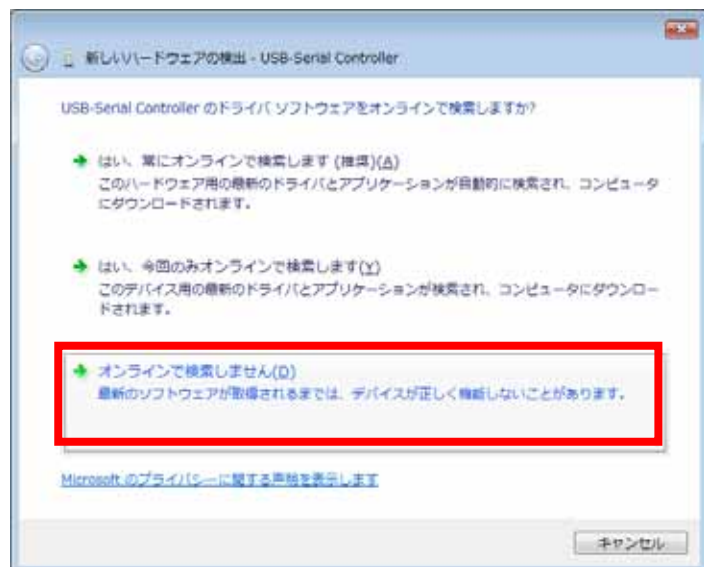 新しいハードウェアの検出 - USB-Serial Controller
USB-Serial Controller のドライバ ソフトウェアをオンラインで検索しますか?
はい、常にオンラインで検索します (推奨)(A)
このハードウェア用の最新のドライバとアプリケーションが自動的に検索され、コンピュータ
にダウンロードされます。
はい、今回のみオンラインで検索します(Y)
このデバイス用の最新のドライバとアプリケーションが検索され、コンピュータにダウンロー
ドされます。
オンラインで検索しません(D)
最新のソフトウェアが取得されるまでは、デバイスが正しく機能しないことがあります。
Microsoft のプライバシーに関する声明を表示します
キャンセル